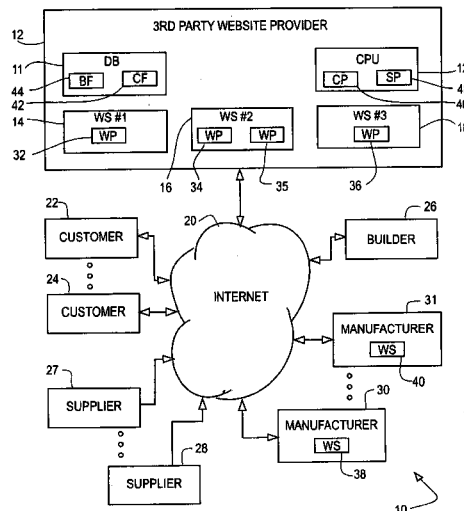 12
3RD PARTY WEBSITE PROVIDER
11
DB
BF
CF
44
42
CPU
CP
SP
14
WS #1
WP
32
16
WS #2
WP
WP
34
35
WS #3
WP
36
20
INTERNET
22
CUSTOMER
24
CUSTOMER
26
BUILDER
27
SUPPLIER
28
SUPPLIER
31
MANUFACTURER
WS
40
30
MANUFACTURER
WS
38
10